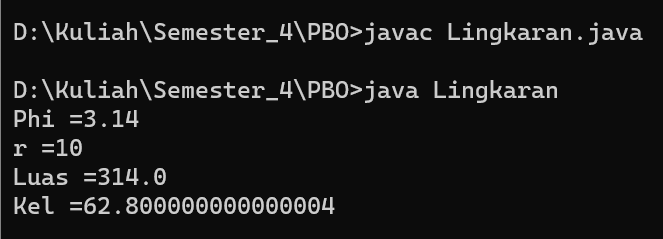 D:\Kuliah\Semester_4\PBO>javac Lingkaran.java
D:\Kuliah\Semester_4\PBO>java Lingkaran
Phi =3.14
r =10
Luas =314.0
Kel =62.800000000000004